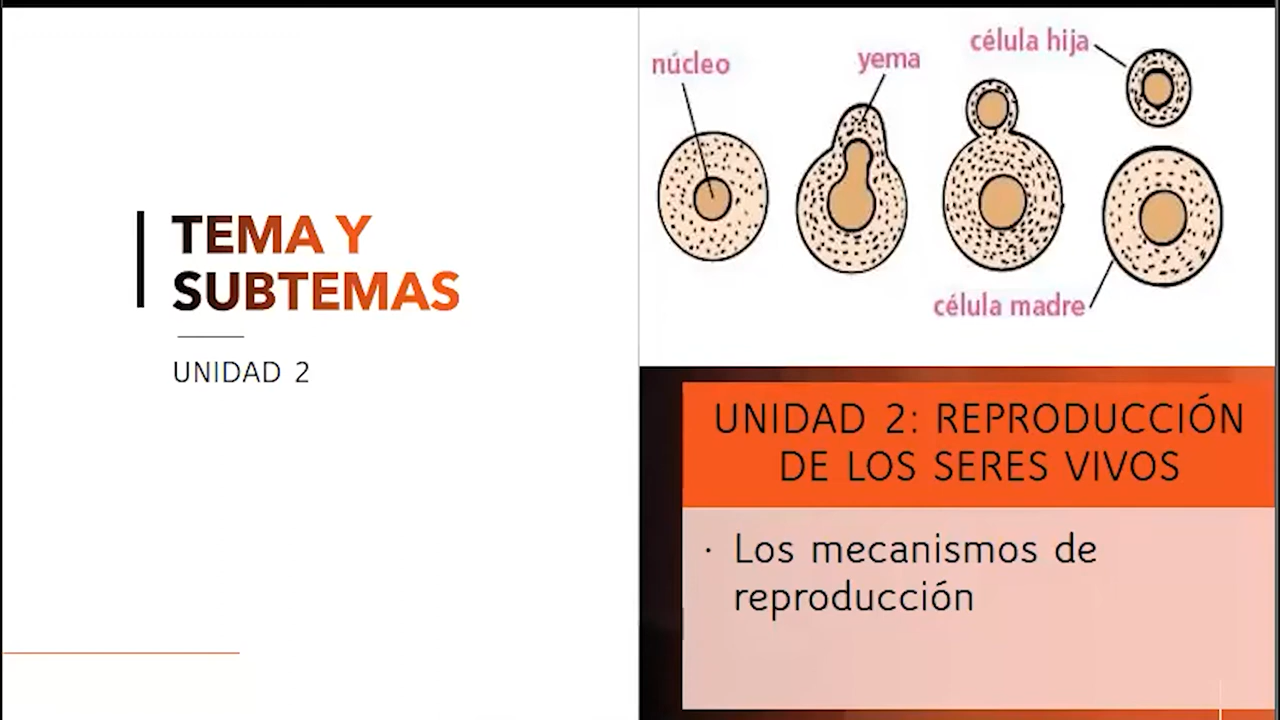 TEMA Y
SUBTEMAS
UNIDAD 2
núcleo
yema
célula hija
célula madre
UNIDAD 2: REPRODUCCIÓN
DE LOS SERES VIVOS
· Los mecanismos de
reproducción